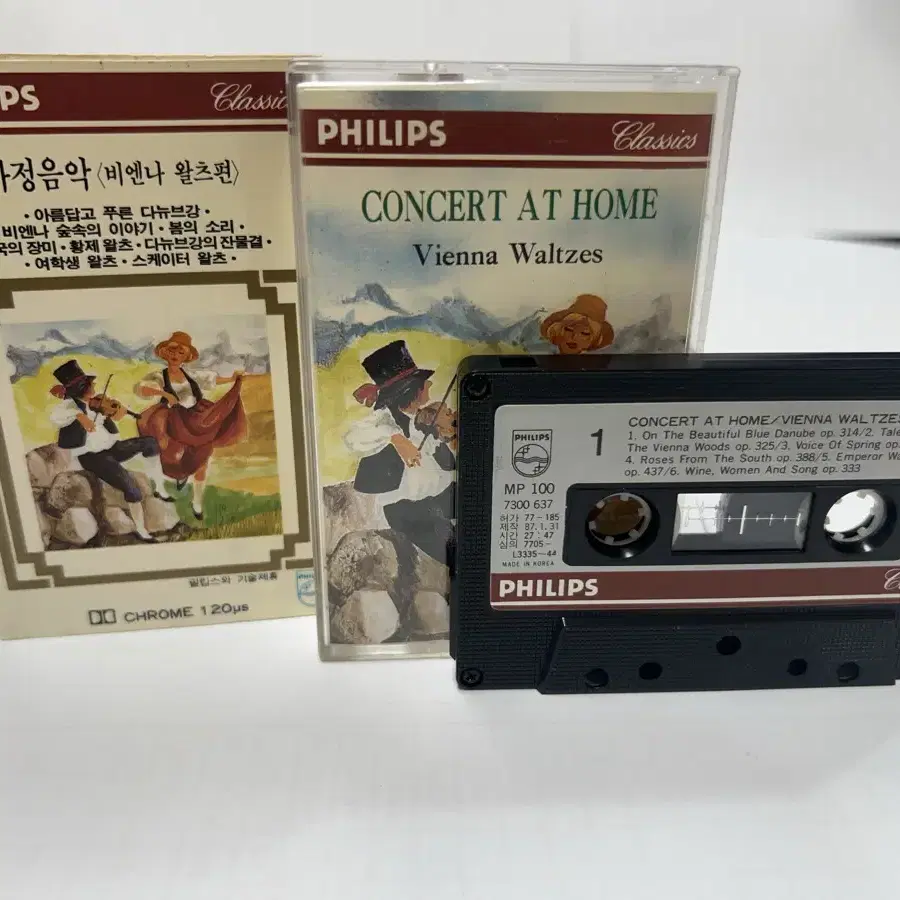 PS Classic
가정음악〈비엔나 왈츠편〉
· 아름답고 푸른 다뉴브강 ·
비엔나 숲속의 이야기 · 봄의 소리 ·
국의 장미 · 황제 왈츠 · 다뉴브강의 잔물결 ·
· 여학생 왈츠 · 스케이터 왈츠 ·
필립스와 기술제휴
PHILIPS
CHROME 120µs
PHILIPS Classics
CONCERT AT HOME
Vienna Waltzes
PHILIPS
MP 100
7300 637
허가 77-185
제작 87.1.31
시간 27:47
심의 7705-
L333S-44
MADE IN KOREA
1
CONCERT AT HOME/VIENNA WALTZES
1. On The Beautiful Blue Danube op. 314/2. Tale
The Vienna Woods op. 325/3. Voice Of Spring op.
4. Roses From The South op. 388/5. Emperor Wa
op. 437/6. Wine, Women And Song op. 333
PHILIPS C